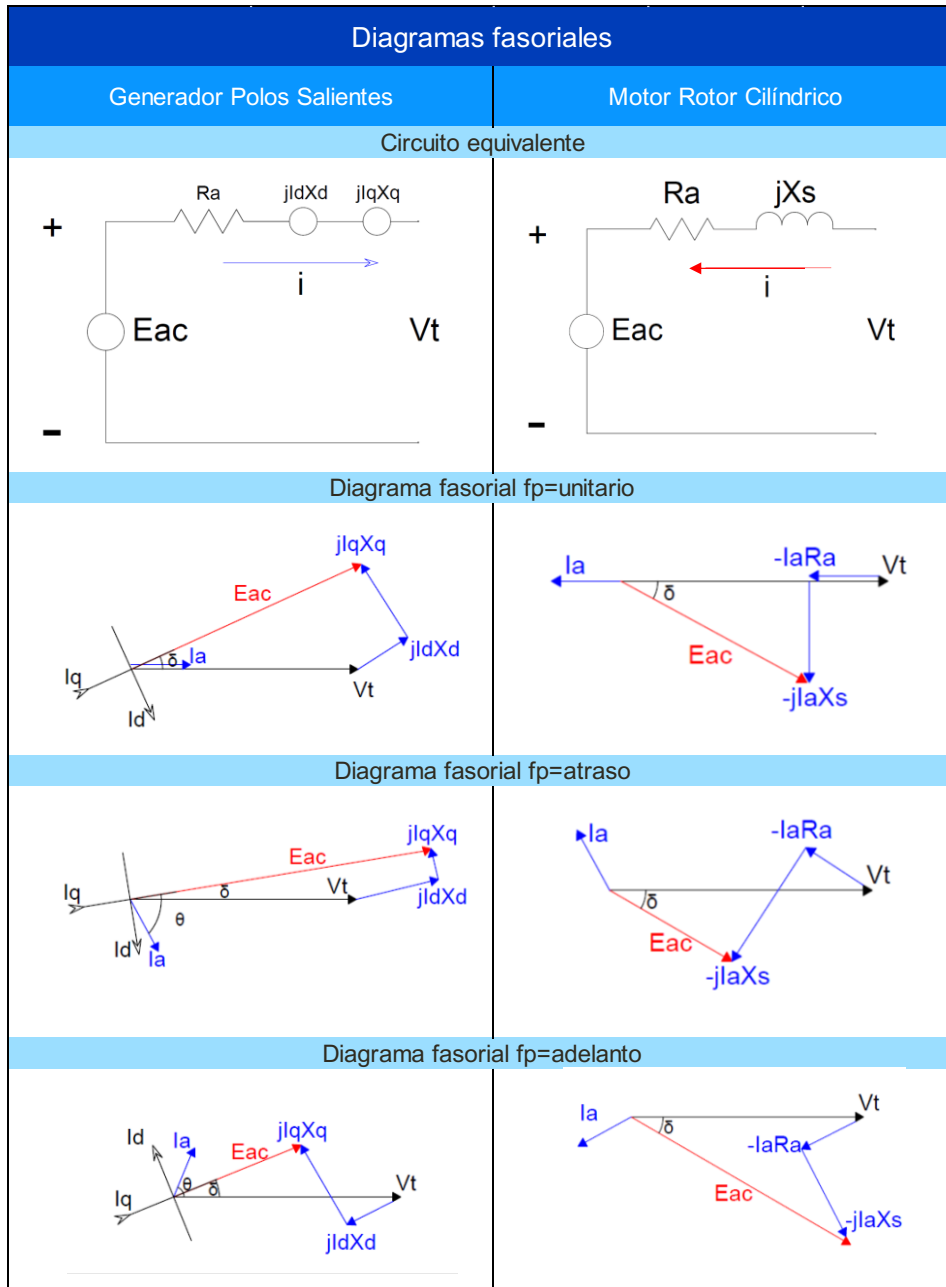 Diagramas fasoriales
Generador Polos Salientes
Motor Rotor Cilíndrico
Circuito equivalente
Ra
jIdXd
jIqXq
+
i
Eac
Vt
-
Ra
jXs
+
i
Eac
Vt
-
Diagrama fasorial fp=unitario
jIqXq
Eac
jIdXd
δ
Ia
Iq
Vt
Id
Ia
-IaRa
Vt
δ
Eac
-jIaXs
Diagrama fasorial fp=atraso
jIqXq
Eac
Iq
δ
Vt
jIdXd
θ
Id
Ia
Ia
-IaRa
Vt
δ
Eac
-jIaXs
Diagrama fasorial fp=adelanto
Id
Ia
jIqXq
Eac
θ
δ
Iq
Vt
jIdXd
Ia
Vt
δ
-IaRa
Eac
-jIaXs